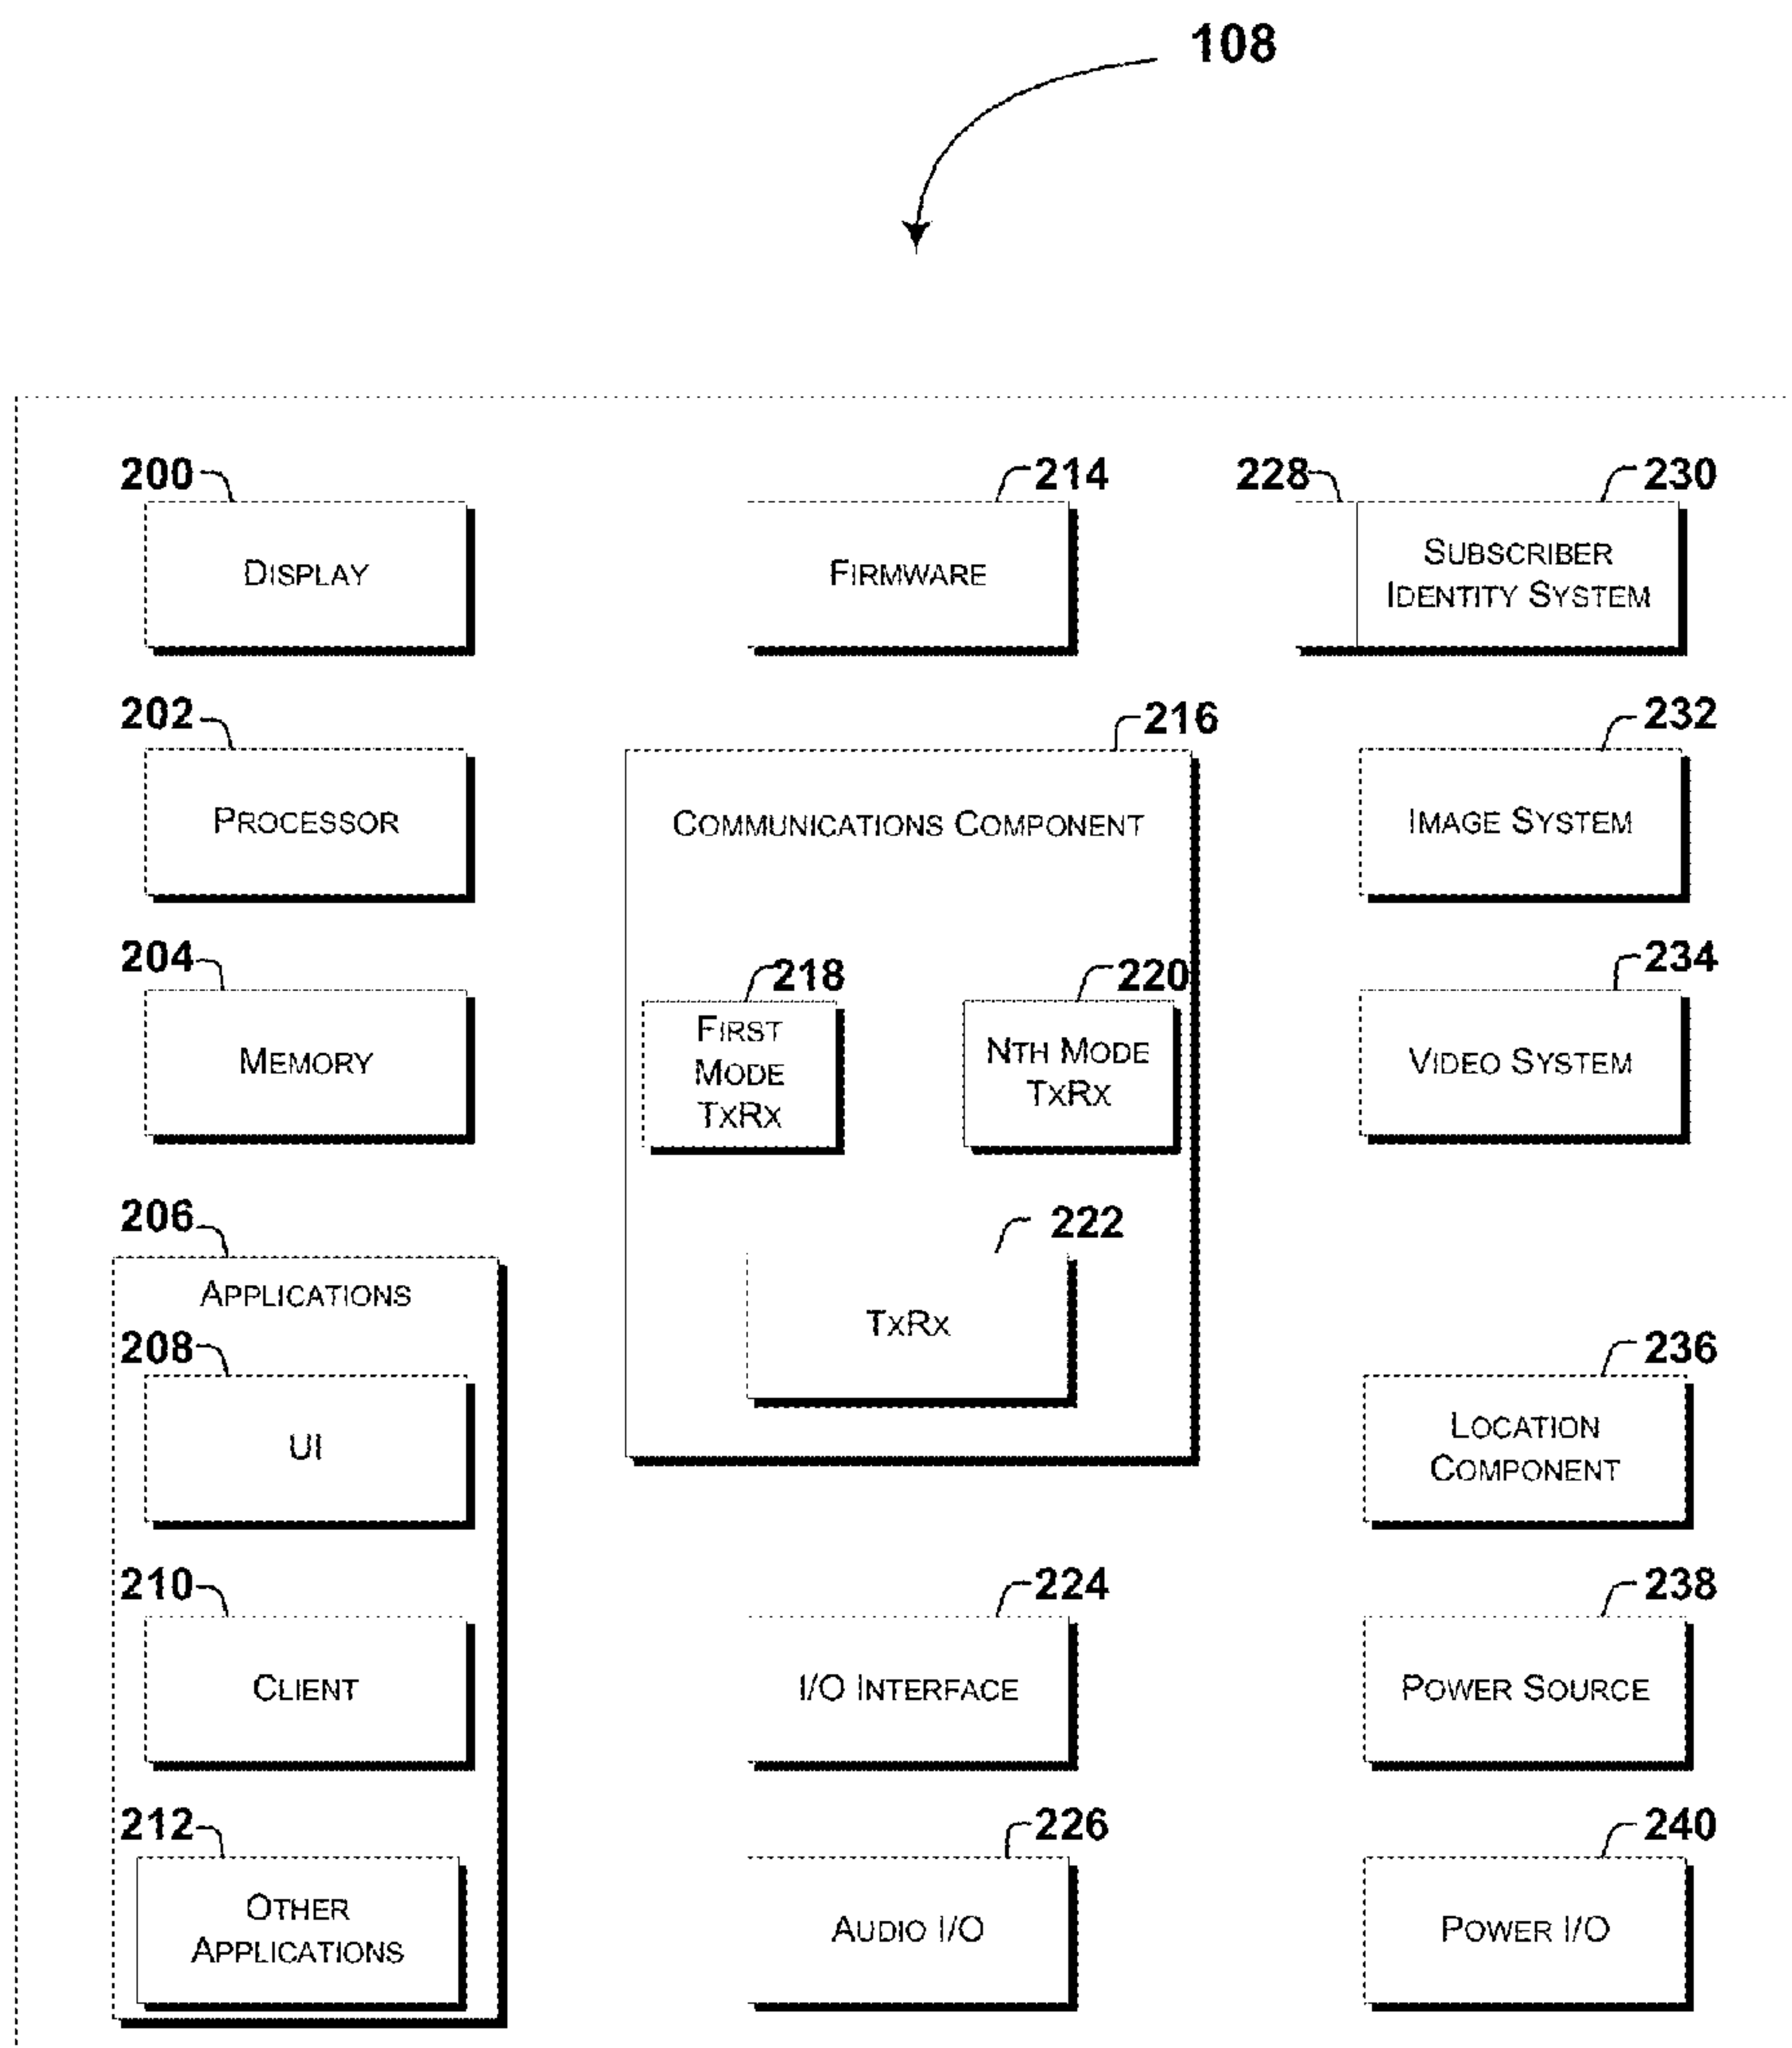 108
200
DISPLAY
202
PROCESSOR
204
MEMORY
206
APPLICATIONS
208
UI
210
CLIENT
212
OTHER
APPLICATIONS
214
FIRMWARE
216
COMMUNICATIONS COMPONENT
218
FIRST
MODE
TXRX
220
NTH MODE
TXRX
222
TXRX
224
I/O INTERFACE
226
AUDIO I/O
228
230
SUBSCRIBER
IDENTITY SYSTEM
232
IMAGE SYSTEM
234
VIDEO SYSTEM
236
LOCATION
COMPONENT
238
POWER SOURCE
240
POWER I/O